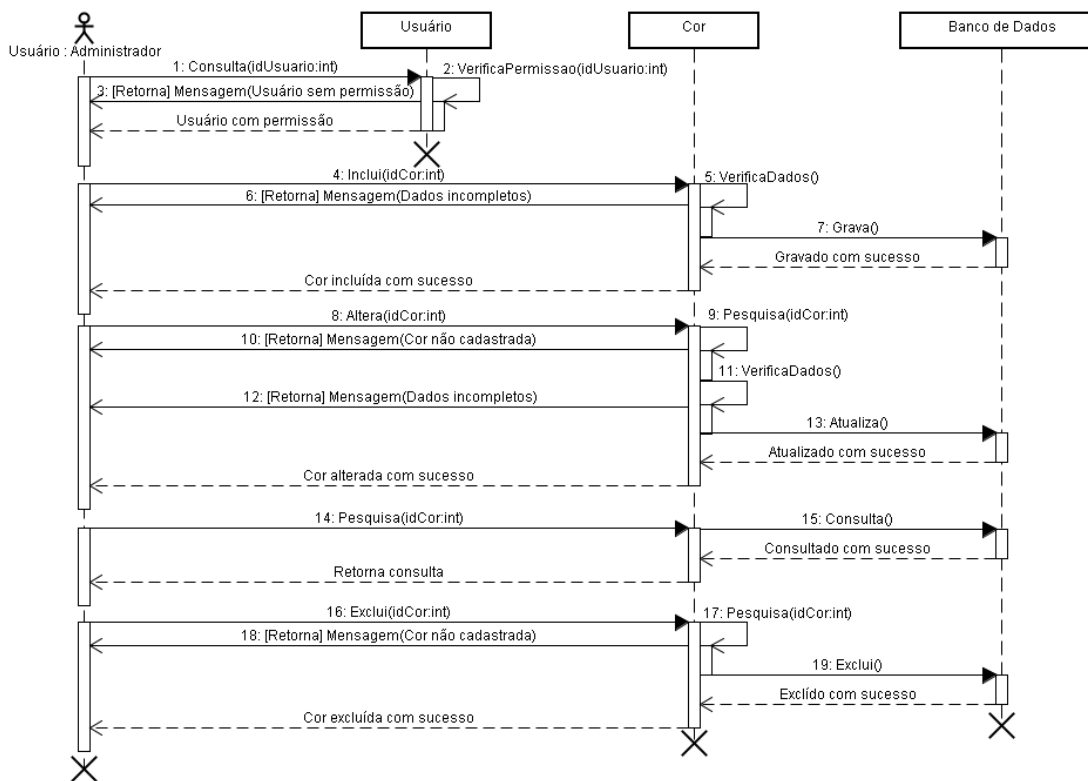 Usuário : Administrador
Usuário
Cor
Banco de Dados
1: Consulta(idUsuario:int)
2: VerificaPermissao(idUsuario:int)
3: [Retorna] Mensagem(Usuário sem permissão)
Usuário com permissão
4: Inclui(idCor:int)
5: VerificaDados()
6: [Retorna] Mensagem(Dados incompletos)
7: Grava()
Gravado com sucesso
Cor incluída com sucesso
8: Altera(idCor:int)
9: Pesquisa(idCor:int)
10: [Retorna] Mensagem(Cor não cadastrada)
11: VerificaDados()
12: [Retorna] Mensagem(Dados incompletos)
13: Atualiza()
Atualizado com sucesso
Cor alterada com sucesso
14: Pesquisa(idCor:int)
15: Consulta()
Consultado com sucesso
Retorna consulta
16: Exclui(idCor:int)
17: Pesquisa(idCor:int)
18: [Retorna] Mensagem(Cor não cadastrada)
19: Exclui()
Exclído com sucesso
Cor excluída com sucesso